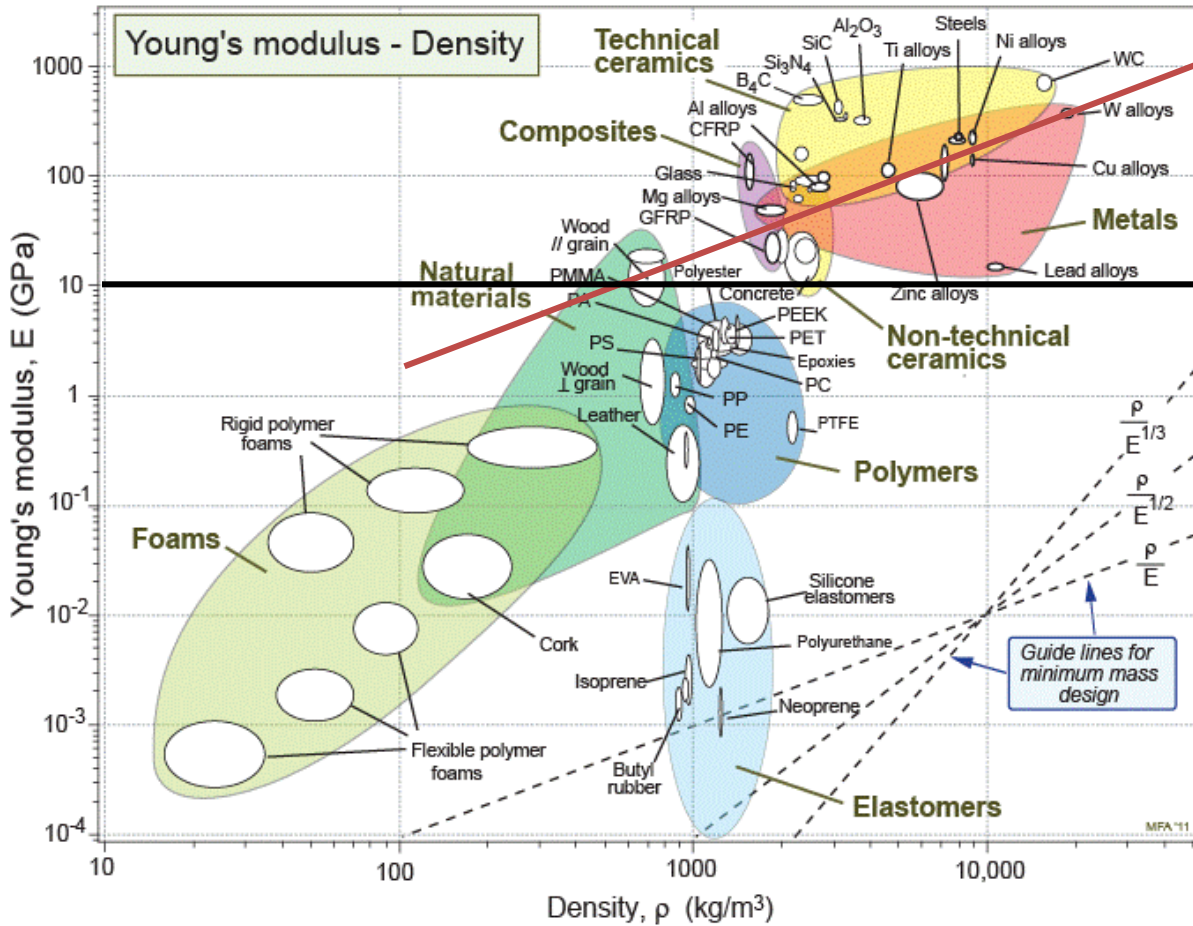 Young's modulus - Density
Technical
ceramics
Composites
Natural
materials
Foams
Metals
Non-technical
ceramics
Polymers
Elastomers
Al₂O₃
SiC
Si₃N₄
B₄C
Al alloys
CFRP
Glass
Mg alloys
GFRP
Ti alloys
Steels
Ni alloys
WC
W alloys
Cu alloys
Lead alloys
Zinc alloys
Concrete
Wood
// grain
PMMA
PA
PS
Wood
⊥ grain
Leather
Polyester
PEEK
PET
Epoxies
PC
PP
PE
PTFE
Rigid polymer
foams
Cork
Flexible polymer
foams
EVA
Isoprene
Butyl
rubber
Silicone
elastomers
Polyurethane
Neoprene
ρ
E^1/3
ρ
E^1/2
ρ
E
Guide lines for
minimum mass
design
MFA '11
Young's modulus, E (GPa)
1000
100
10
1
10⁻¹
10⁻²
10⁻³
10⁻⁴
10
100
1000
10,000
Density, ρ (kg/m³)